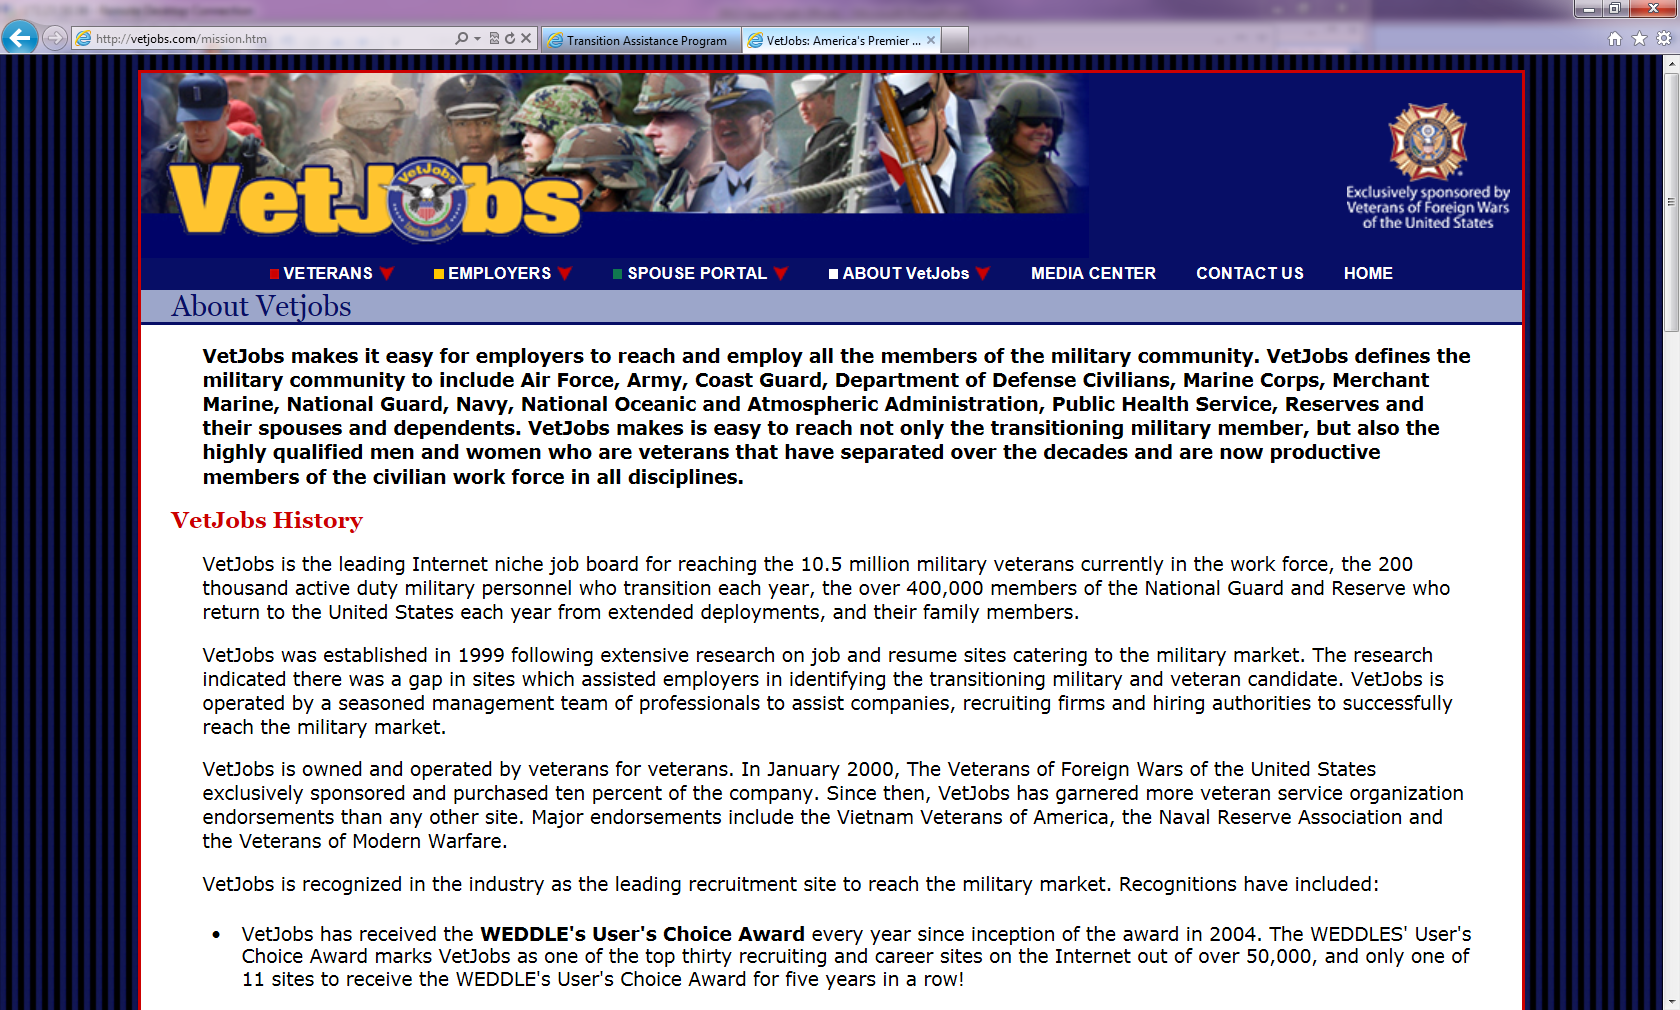 http://vetjobs.com/mission.htm
Transition Assistance Program
VetJobs: America's Premier ...
VetJobs
Exclusively sponsored by
Veterans of Foreign Wars
of the United States
VETERANS EMPLOYERS SPOUSE PORTAL ABOUT VetJobs MEDIA CENTER CONTACT US HOME
About Vetjobs
VetJobs makes it easy for employers to reach and employ all the members of the military community. VetJobs defines the
military community to include Air Force, Army, Coast Guard, Department of Defense Civilians, Marine Corps, Merchant
Marine, National Guard, Navy, National Oceanic and Atmospheric Administration, Public Health Service, Reserves and
their spouses and dependents. VetJobs makes is easy to reach not only the transitioning military member, but also the
highly qualified men and women who are veterans that have separated over the decades and are now productive
members of the civilian work force in all disciplines.
VetJobs History
VetJobs is the leading Internet niche job board for reaching the 10.5 million military veterans currently in the work force, the 200
thousand active duty military personnel who transition each year, the over 400,000 members of the National Guard and Reserve who
return to the United States each year from extended deployments, and their family members.
VetJobs was established in 1999 following extensive research on job and resume sites catering to the military market. The research
indicated there was a gap in sites which assisted employers in identifying the transitioning military and veteran candidate. VetJobs is
operated by a seasoned management team of professionals to assist companies, recruiting firms and hiring authorities to successfully
reach the military market.
VetJobs is owned and operated by veterans for veterans. In January 2000, The Veterans of Foreign Wars of the United States
exclusively sponsored and purchased ten percent of the company. Since then, VetJobs has garnered more veteran service organization
endorsements than any other site. Major endorsements include the Vietnam Veterans of America, the Naval Reserve Association and
the Veterans of Modern Warfare.
VetJobs is recognized in the industry as the leading recruitment site to reach the military market. Recognitions have included:
• VetJobs has received the WEDDLE's User's Choice Award every year since inception of the award in 2004. The WEDDLES' User's
Choice Award marks VetJobs as one of the top thirty recruiting and career sites on the Internet out of over 50,000, and only one of
11 sites to receive the WEDDLE's User's Choice Award for five years in a row!